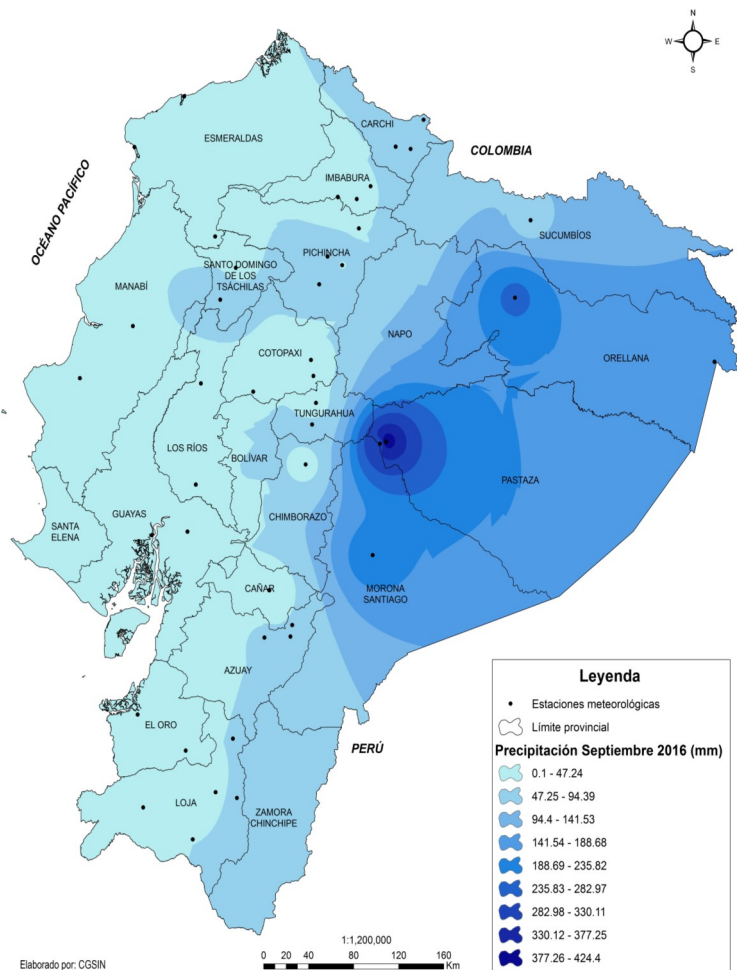 N
W E
S
OCÉANO PACÍFICO
COLOMBIA
PERÚ
ESMERALDAS
CARCHI
IMBABURA
SUCUMBÍOS
PICHINCHA
SANTO DOMINGO
DE LOS
TSÁCHILAS
MANABÍ
NAPO
ORELLANA
COTOPAXI
TUNGURAHUA
LOS RÍOS
BOLÍVAR
PASTAZA
GUAYAS
SANTA
ELENA
CHIMBORAZO
MORONA
SANTIAGO
CAÑAR
AZUAY
EL ORO
LOJA
ZAMORA
CHINCHIPE
Leyenda
Estaciones meteorológicas
Límite provincial
Precipitación Septiembre 2016 (mm)
0.1 - 47.24
47.25 - 94.39
94.4 - 141.53
141.54 - 188.68
188.69 - 235.82
235.83 - 282.97
282.98 - 330.11
330.12 - 377.25
377.26 - 424.4
1:1,200,000
0 20 40 80 120 160
Km
Elaborado por: CGSIN